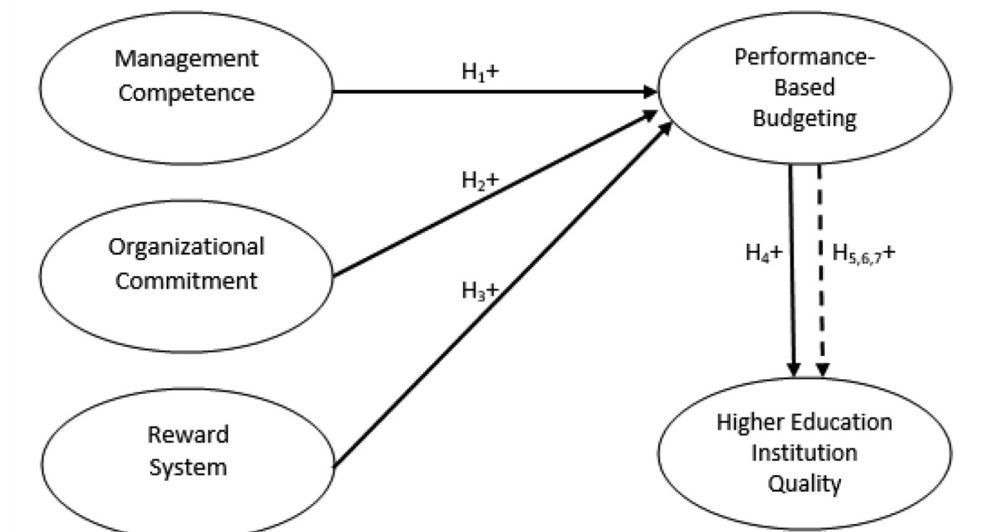 Management
Competence
H₁+
Performance-
Based
Budgeting
H₂+
Organizational
Commitment
H₄+
H₅,₆,₇+
H₃+
Reward
System
Higher Education
Institution
Quality